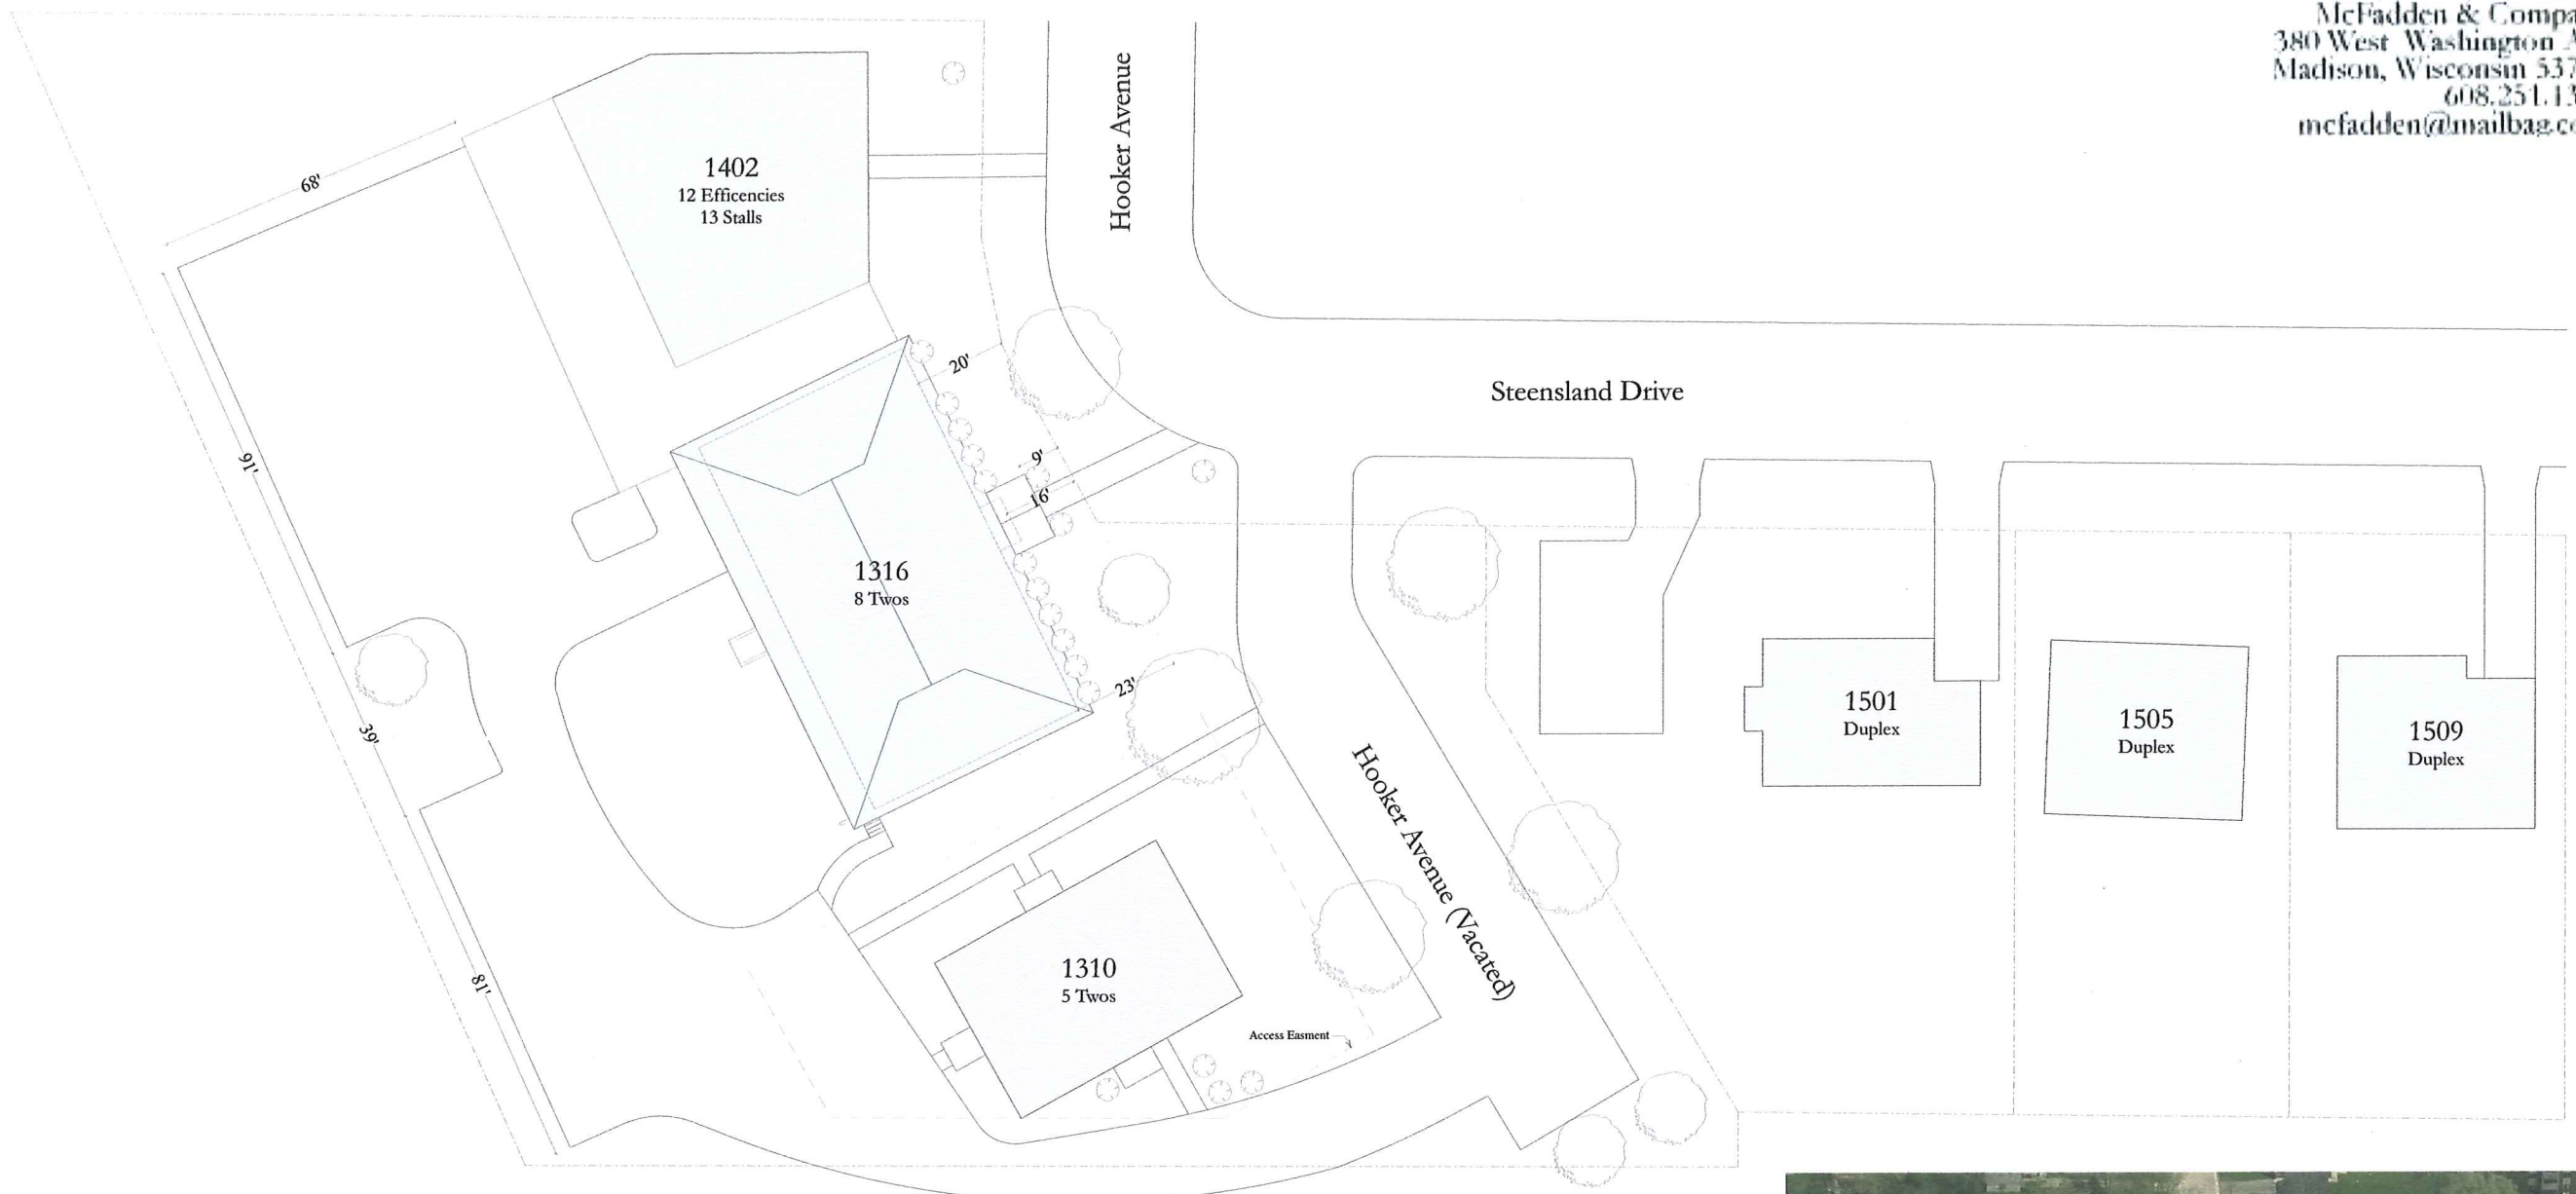 McFadden & Compa
380 West Washington A
Madison, Wisconsin 537
608.251.13
mcfadden@mailbag.co
Hooker Avenue
68'
1402
12 Efficencies
13 Stalls
20'
Steensland Drive
91'
9'
16'
1316
8 Twos
23'
39'
1501
Duplex
1505
Duplex
1509
Duplex
Hooker Avenue (Vacated)
81'
1310
5 Twos
Access Easment